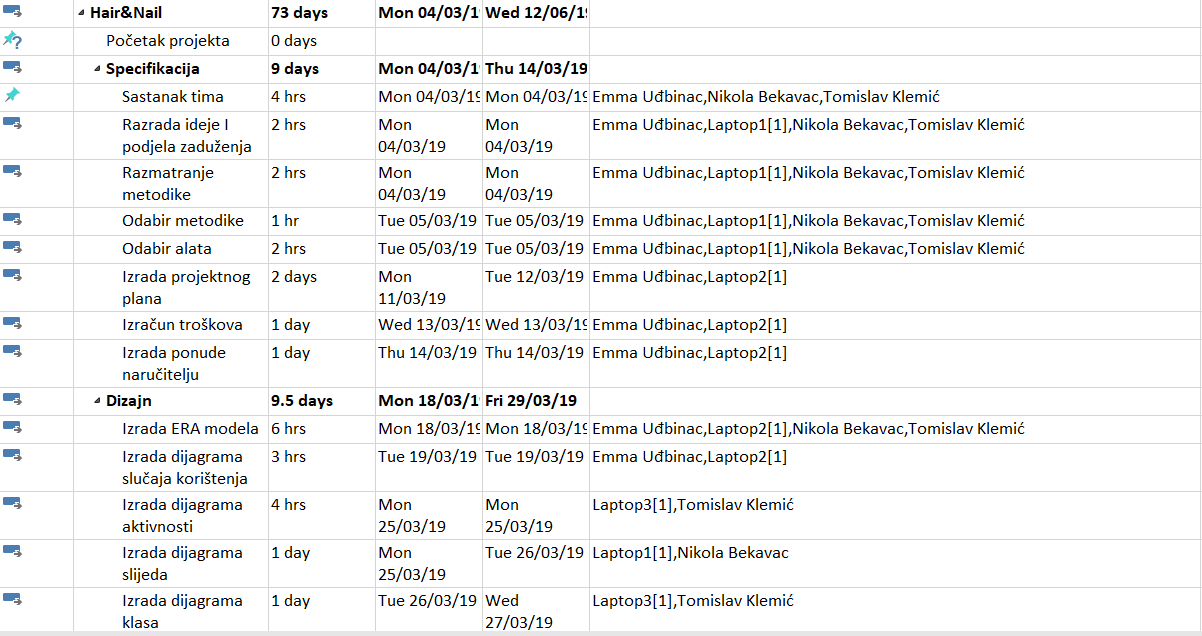 Hair&Nail 73 days Mon 04/03/1 Wed 12/06/1
Početak projekta 0 days
Specifikacija 9 days Mon 04/03/1 Thu 14/03/19
Sastanak tima 4 hrs Mon 04/03/19 Mon 04/03/19 Emma Uđbinac,Nikola Bekavac,Tomislav Klemić
Razrada ideje I 2 hrs Mon Mon Emma Uđbinac,Laptop1[1],Nikola Bekavac,Tomislav Klemić
podjela zaduženja 04/03/19 04/03/19
Razmatranje 2 hrs Mon Mon Emma Uđbinac,Laptop1[1],Nikola Bekavac,Tomislav Klemić
metodike 04/03/19 04/03/19
Odabir metodike 1 hr Tue 05/03/19 Tue 05/03/19 Emma Uđbinac,Laptop1[1],Nikola Bekavac,Tomislav Klemić
Odabir alata 2 hrs Tue 05/03/19 Tue 05/03/19 Emma Uđbinac,Laptop1[1],Nikola Bekavac,Tomislav Klemić
Izrada projektnog 2 days Mon Tue 12/03/19 Emma Uđbinac,Laptop2[1]
plana 11/03/19
Izračun troškova 1 day Wed 13/03/19 Wed 13/03/19 Emma Uđbinac,Laptop2[1]
Izrada ponude 1 day Thu 14/03/19 Thu 14/03/19 Emma Uđbinac,Laptop2[1]
naručitelju
Dizajn 9.5 days Mon 18/03/1 Fri 29/03/19
Izrada ERA modela 6 hrs Mon 18/03/19 Mon 18/03/19 Emma Uđbinac,Laptop2[1],Nikola Bekavac,Tomislav Klemić
Izrada dijagrama 3 hrs Tue 19/03/19 Tue 19/03/19 Emma Uđbinac,Laptop2[1]
slučaja korištenja
Izrada dijagrama 4 hrs Mon Mon Laptop3[1],Tomislav Klemić
aktivnosti 25/03/19 25/03/19
Izrada dijagrama 1 day Mon Tue 26/03/19 Laptop1[1],Nikola Bekavac
slijeda 25/03/19
Izrada dijagrama 1 day Tue 26/03/19 Wed Laptop3[1],Tomislav Klemić
klasa 27/03/19